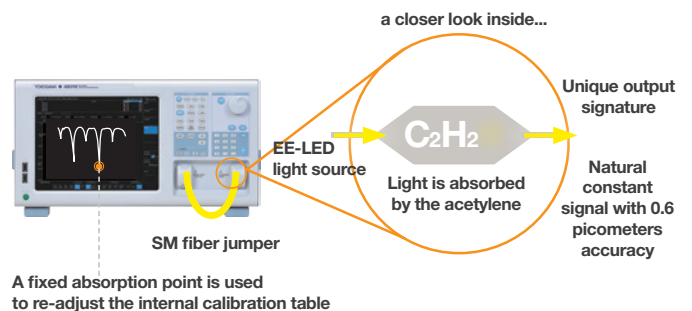 a closer look inside...
YOKOGAWA
Unique output
signature
C2H2
EE-LED
light source
Light is absorbed
by the acetylene
Natural
constant
signal with 0.6
picometers
accuracy
SM fiber jumper
A fixed absorption point is used
to re-adjust the internal calibration table